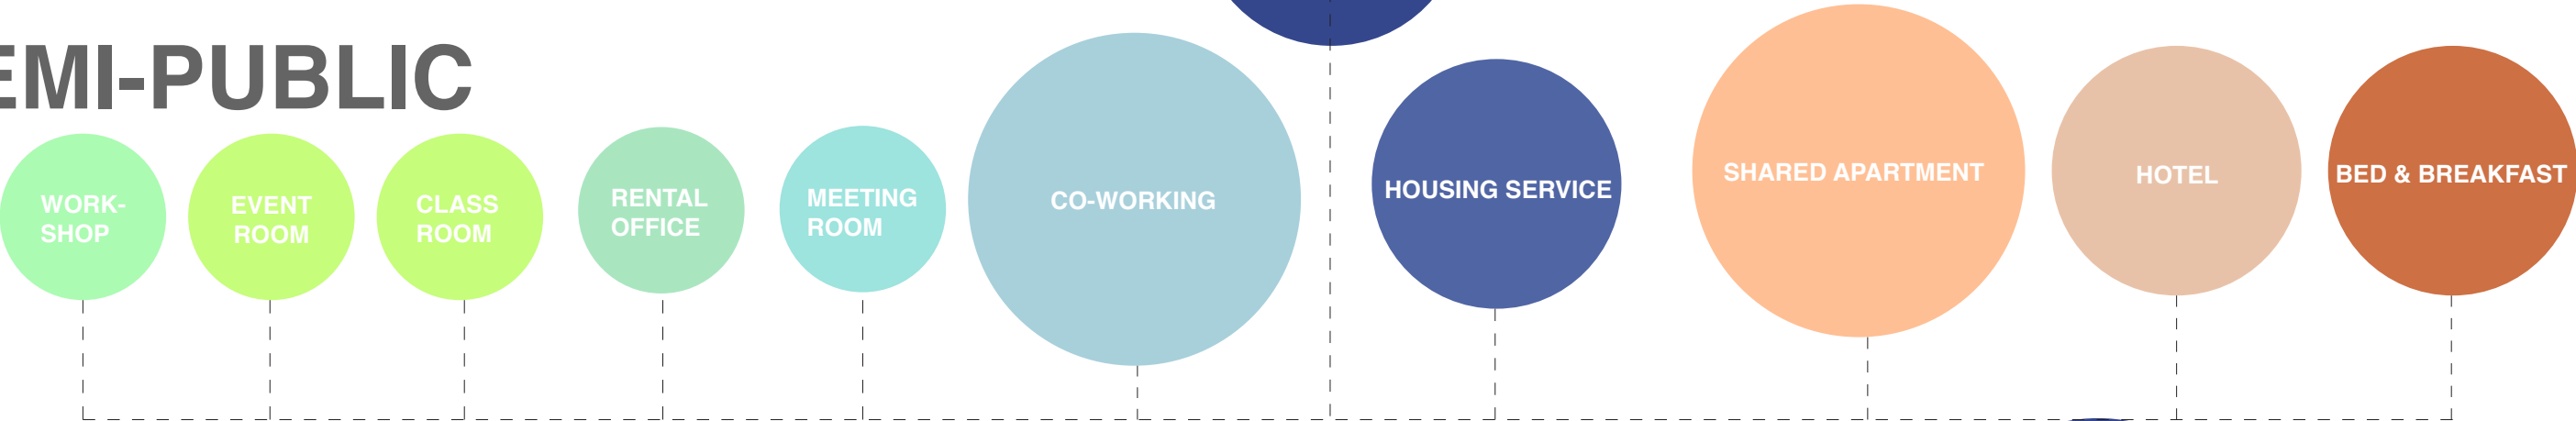 EMI-PUBLIC
WORK-
SHOP
EVENT
ROOM
CLASS
ROOM
RENTAL
OFFICE
MEETING
ROOM
CO-WORKING
HOUSING SERVICE
SHARED APARTMENT
HOTEL
BED & BREAKFAST